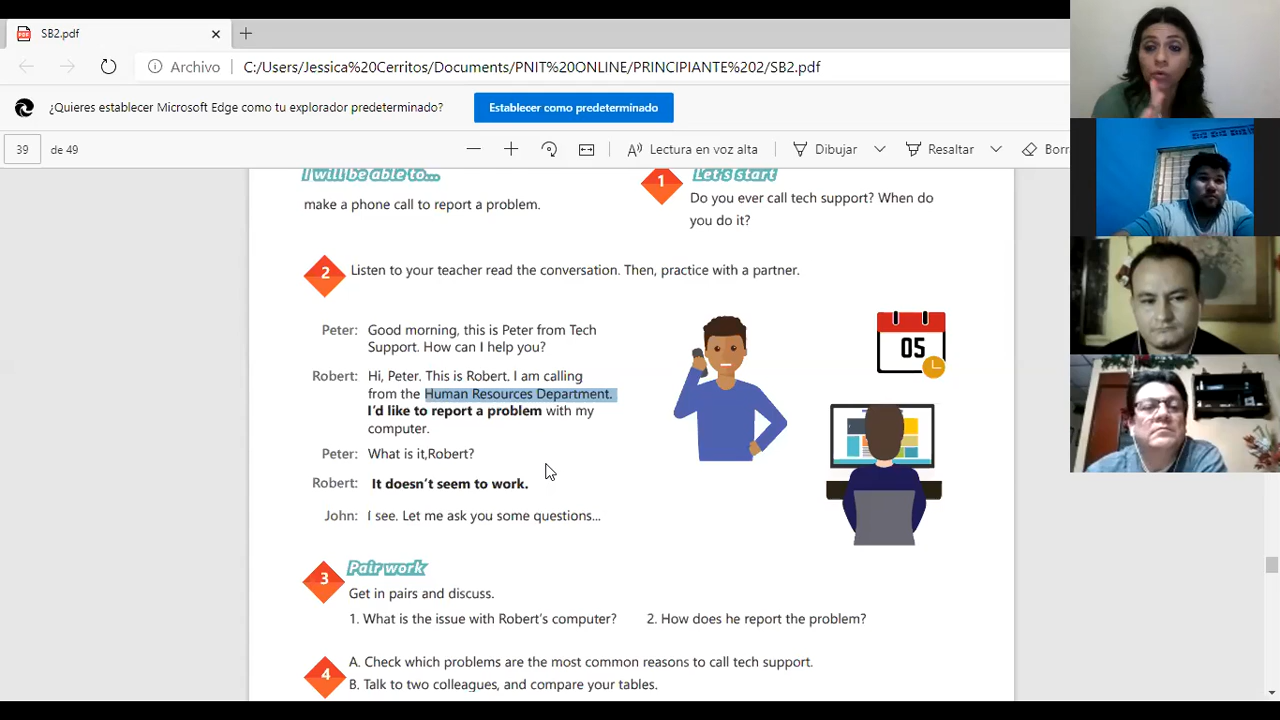 SB2.pdf
Archivo C:/Users/Jessica%20Cerritos/Documents/PNIT%20ONLINE/PRINCIPIANTE%202/SB2.pdf
¿Quieres establecer Microsoft Edge como tu explorador predeterminado? Establecer como predeterminado
39 de 49 Lectura en voz alta Dibujar Resaltar Borr
I will be able to...
make a phone call to report a problem.
1 Let's start
Do you ever call tech support? When do
you do it?
2 Listen to your teacher read the conversation. Then, practice with a partner.
Peter: Good morning, this is Peter from Tech
Support. How can I help you?
Robert: Hi, Peter. This is Robert. I am calling
from the Human Resources Department.
I'd like to report a problem with my
computer.
Peter: What is it,Robert?
Robert: It doesn't seem to work.
John: I see. Let me ask you some questions...
05
3 Pair work
Get in pairs and discuss.
1. What is the issue with Robert's computer? 2. How does he report the problem?
4 A. Check which problems are the most common reasons to call tech support.
B. Talk to two colleagues, and compare your tables.